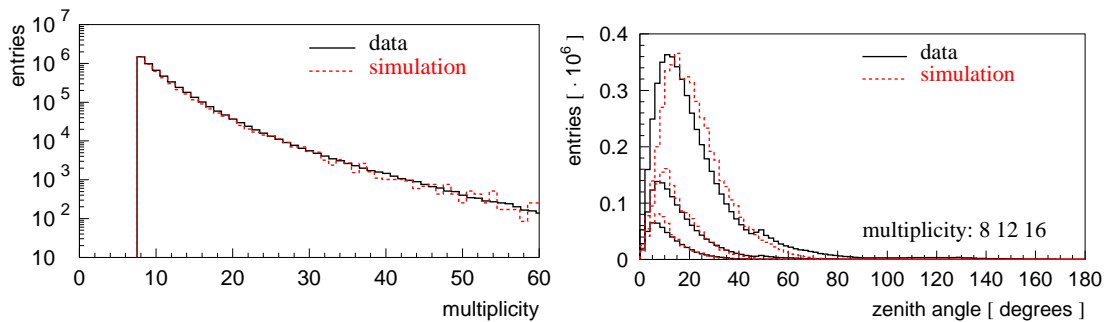 entries
10^7
10^6
10^5
10^4
10^3
10^2
10
0 10 20 30 40 50 60
multiplicity
data
simulation
entries [ · 10^6 ]
0.4
0.3
0.2
0.1
0
0 20 40 60 80 100 120 140 160 180
zenith angle [ degrees ]
data
simulation
multiplicity: 8 12 16